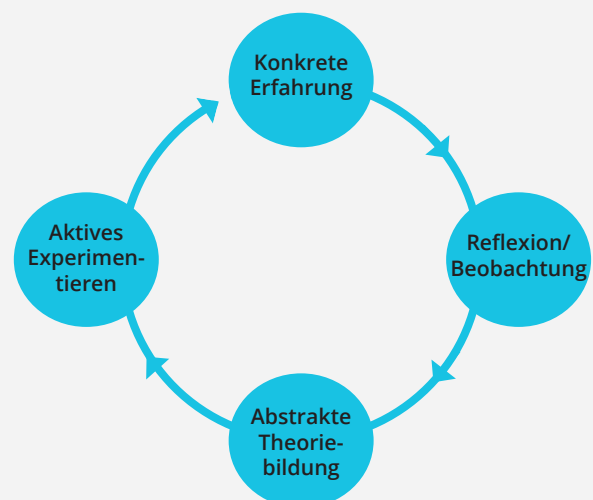 Konkrete
Erfahrung
Reflexion/
Beobachtung
Abstrakte
Theorie-
bildung
Aktives
Experimen-
tieren